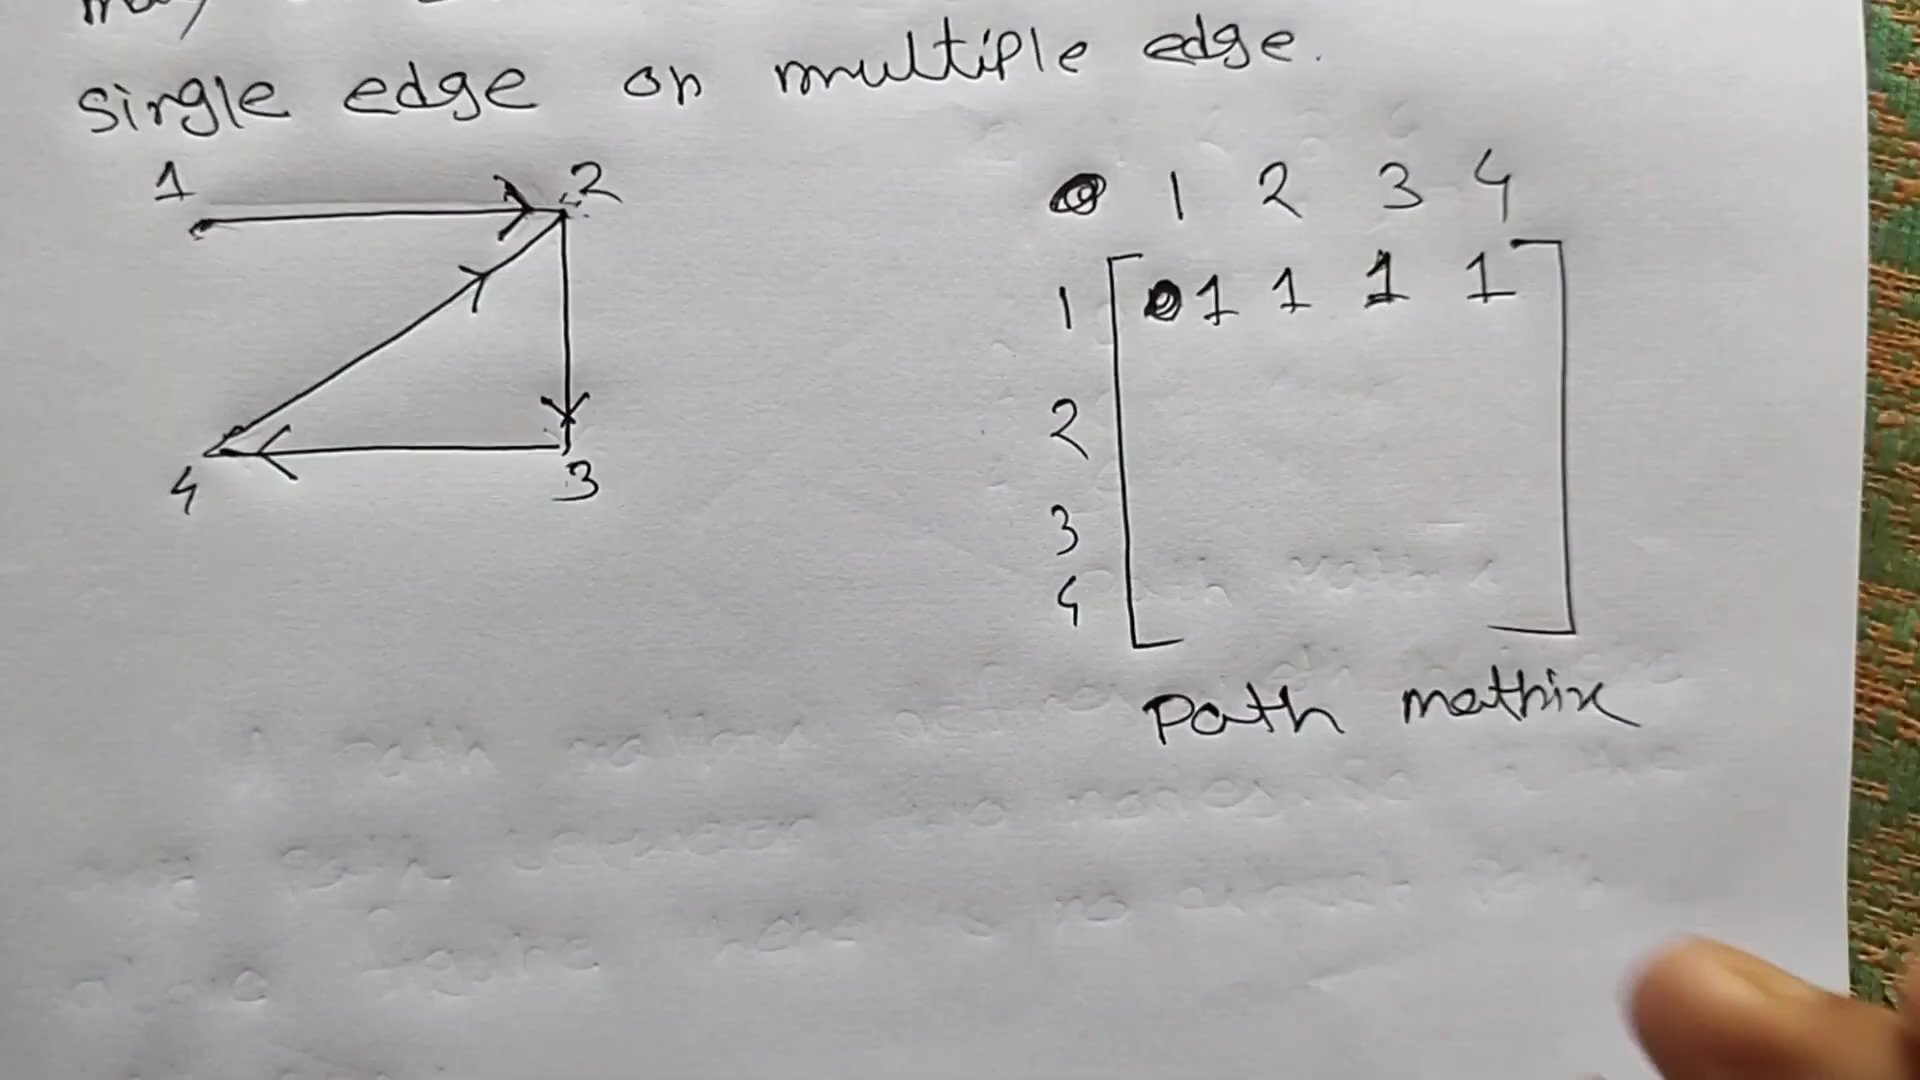 single edge or multiple edge.
1 2
4 3
1 2 3 4
1 1 1 1 1
2
3
4
Path matrix